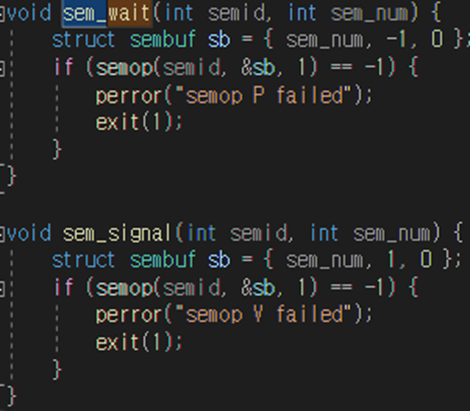 void sem_wait(int semid, int sem_num) {
struct sembuf sb = { sem_num, -1, 0 };
if (semop(semid, &sb, 1) == -1) {
perror("semop P failed");
exit(1);
}
}
void sem_signal(int semid, int sem_num) {
struct sembuf sb = { sem_num, 1, 0 };
if (semop(semid, &sb, 1) == -1) {
perror("semop V failed");
exit(1);
}
}